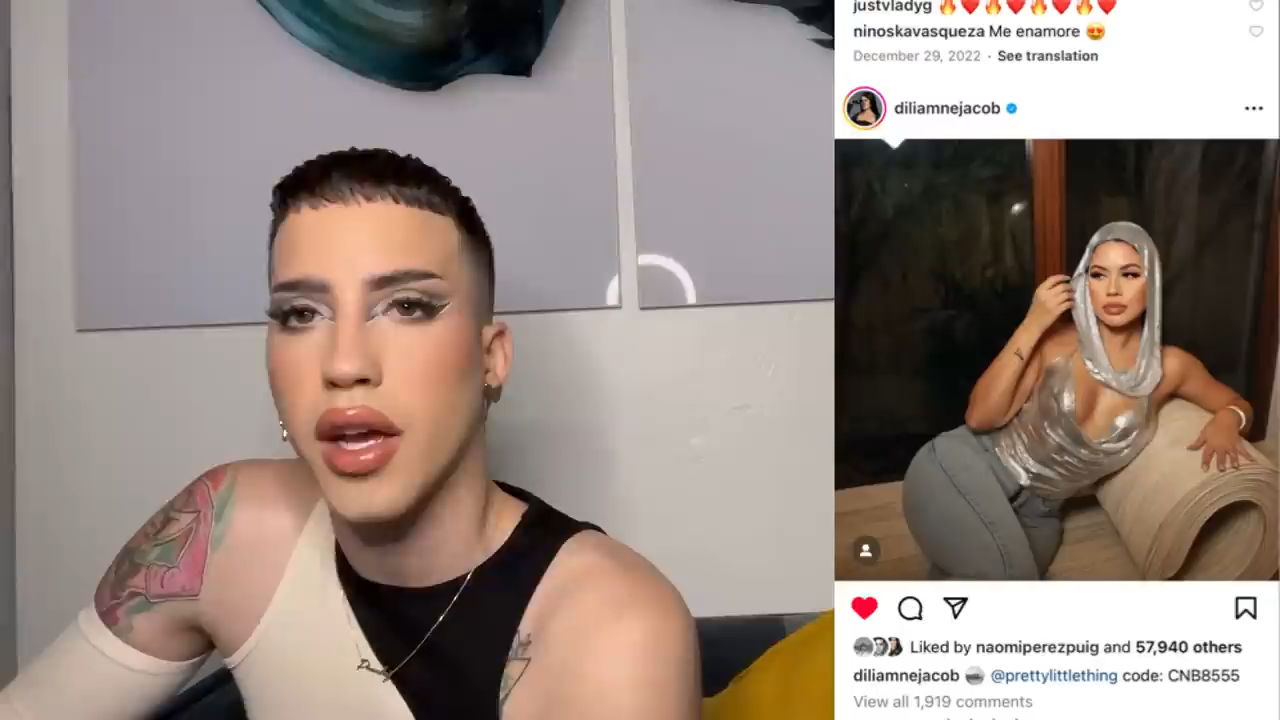 justvladyg 🔥❤️🔥❤️🔥❤️🔥❤️
ninoskavasqueza Me enamore 😍
December 29, 2022 · See translation
diliamnejacob
Liked by naomiperezpuig and 57,940 others
diliamnejacob @prettylittlething code: CNB8555
View all 1,919 comments